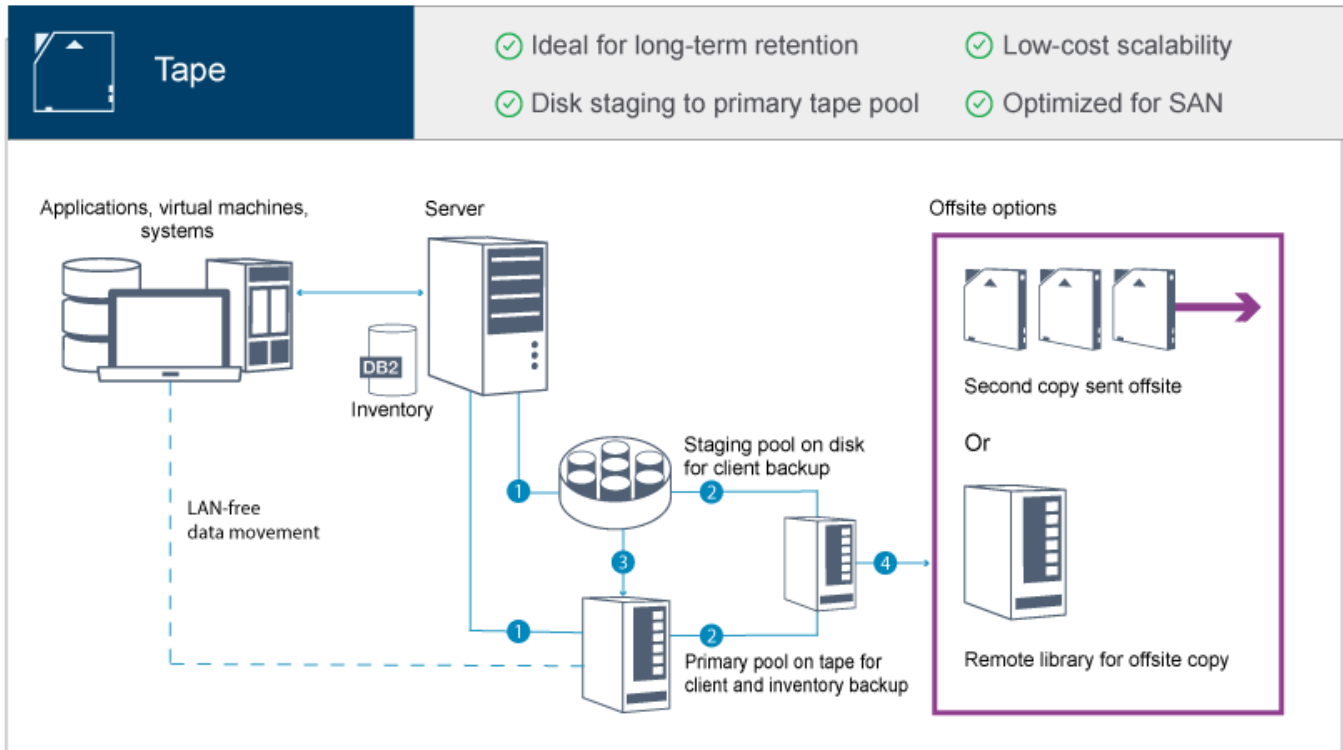 Tape
Ideal for long-term retention
Low-cost scalability
Disk staging to primary tape pool
Optimized for SAN
Applications, virtual machines,
systems
Server
Offsite options
DB2
Inventory
Second copy sent offsite
Staging pool on disk
for client backup
Or
1
2
LAN-free
data movement
3
4
1
2
Primary pool on tape for
client and inventory backup
Remote library for offsite copy